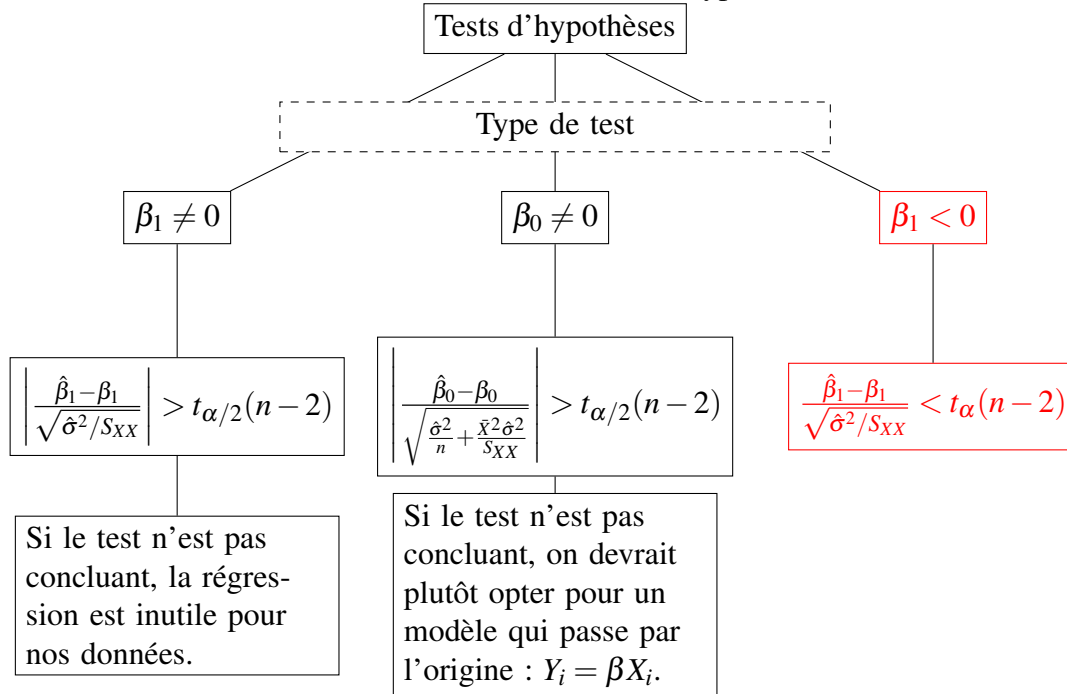 Tests d'hypothèses
Type de test
β₁ ≠ 0
β₀ ≠ 0
β₁ < 0
|(β̂₁−β₁)/√(σ̂²/S_XX)| > t_{α/2}(n − 2)
|(β̂₀−β₀)/√(σ̂²/n + X̄²σ̂²/S_XX)| > t_{α/2}(n − 2)
(β̂₁−β₁)/√(σ̂²/S_XX) < t_α(n − 2)
Si le test n'est pas
concluant, la régres-
sion est inutile pour
nos données.
Si le test n'est pas
concluant, on devrait
plutôt opter pour un
modèle qui passe par
l'origine : Y_i = βX_i.